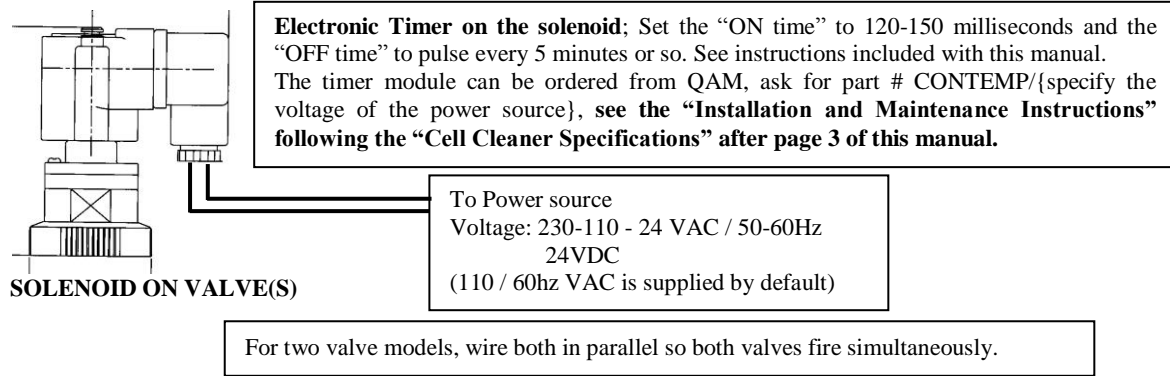 Electronic Timer on the solenoid; Set the “ON time” to 120-150 milliseconds and the
“OFF time” to pulse every 5 minutes or so. See instructions included with this manual.
The timer module can be ordered from QAM, ask for part # CONTEMP/{specify the
voltage of the power source}, see the “Installation and Maintenance Instructions”
following the “Cell Cleaner Specifications” after page 3 of this manual.
To Power source
Voltage: 230-110 - 24 VAC / 50-60Hz
24VDC
(110 / 60hz VAC is supplied by default)
SOLENOID ON VALVE(S)
For two valve models, wire both in parallel so both valves fire simultaneously.